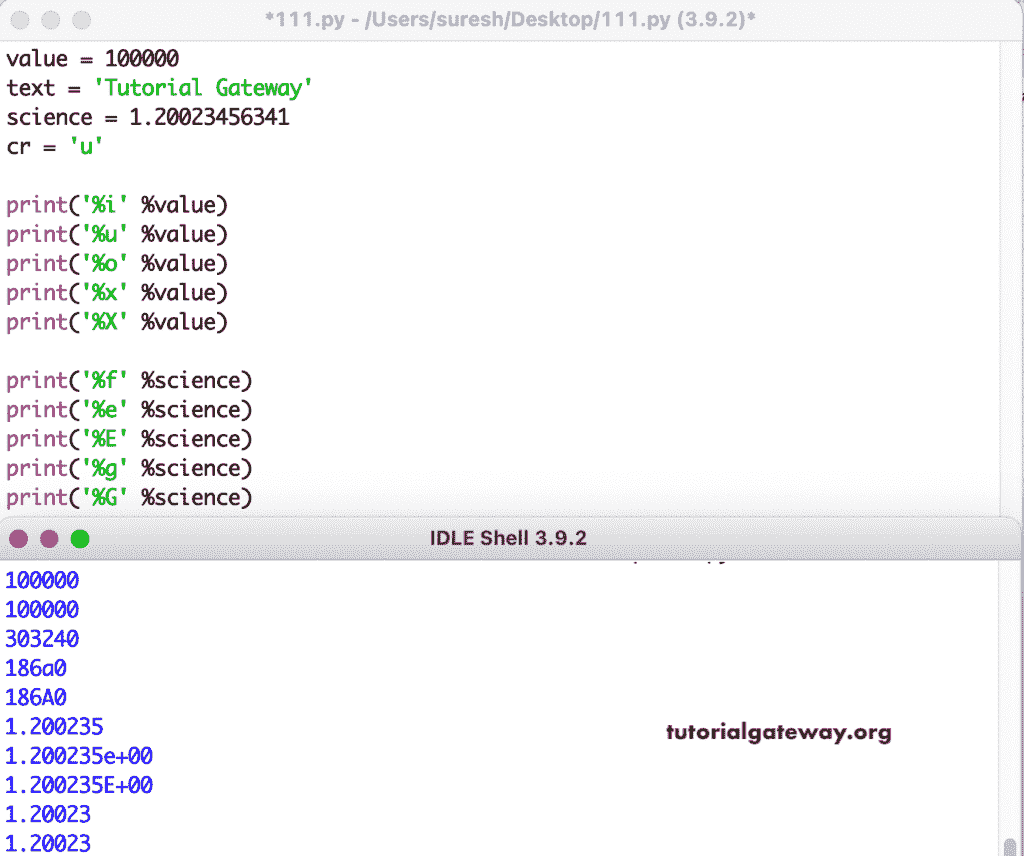 *111.py - /Users/suresh/Desktop/111.py (3.9.2)*
value = 100000
text = 'Tutorial Gateway'
science = 1.20023456341
cr = 'u'
print('%i' %value)
print('%u' %value)
print('%o' %value)
print('%x' %value)
print('%X' %value)
print('%f' %science)
print('%e' %science)
print('%E' %science)
print('%g' %science)
print('%G' %science)
IDLE Shell 3.9.2
100000
100000
303240
186a0
186A0
1.200235
1.200235e+00
1.200235E+00
1.20023
1.20023
tutorialgateway.org